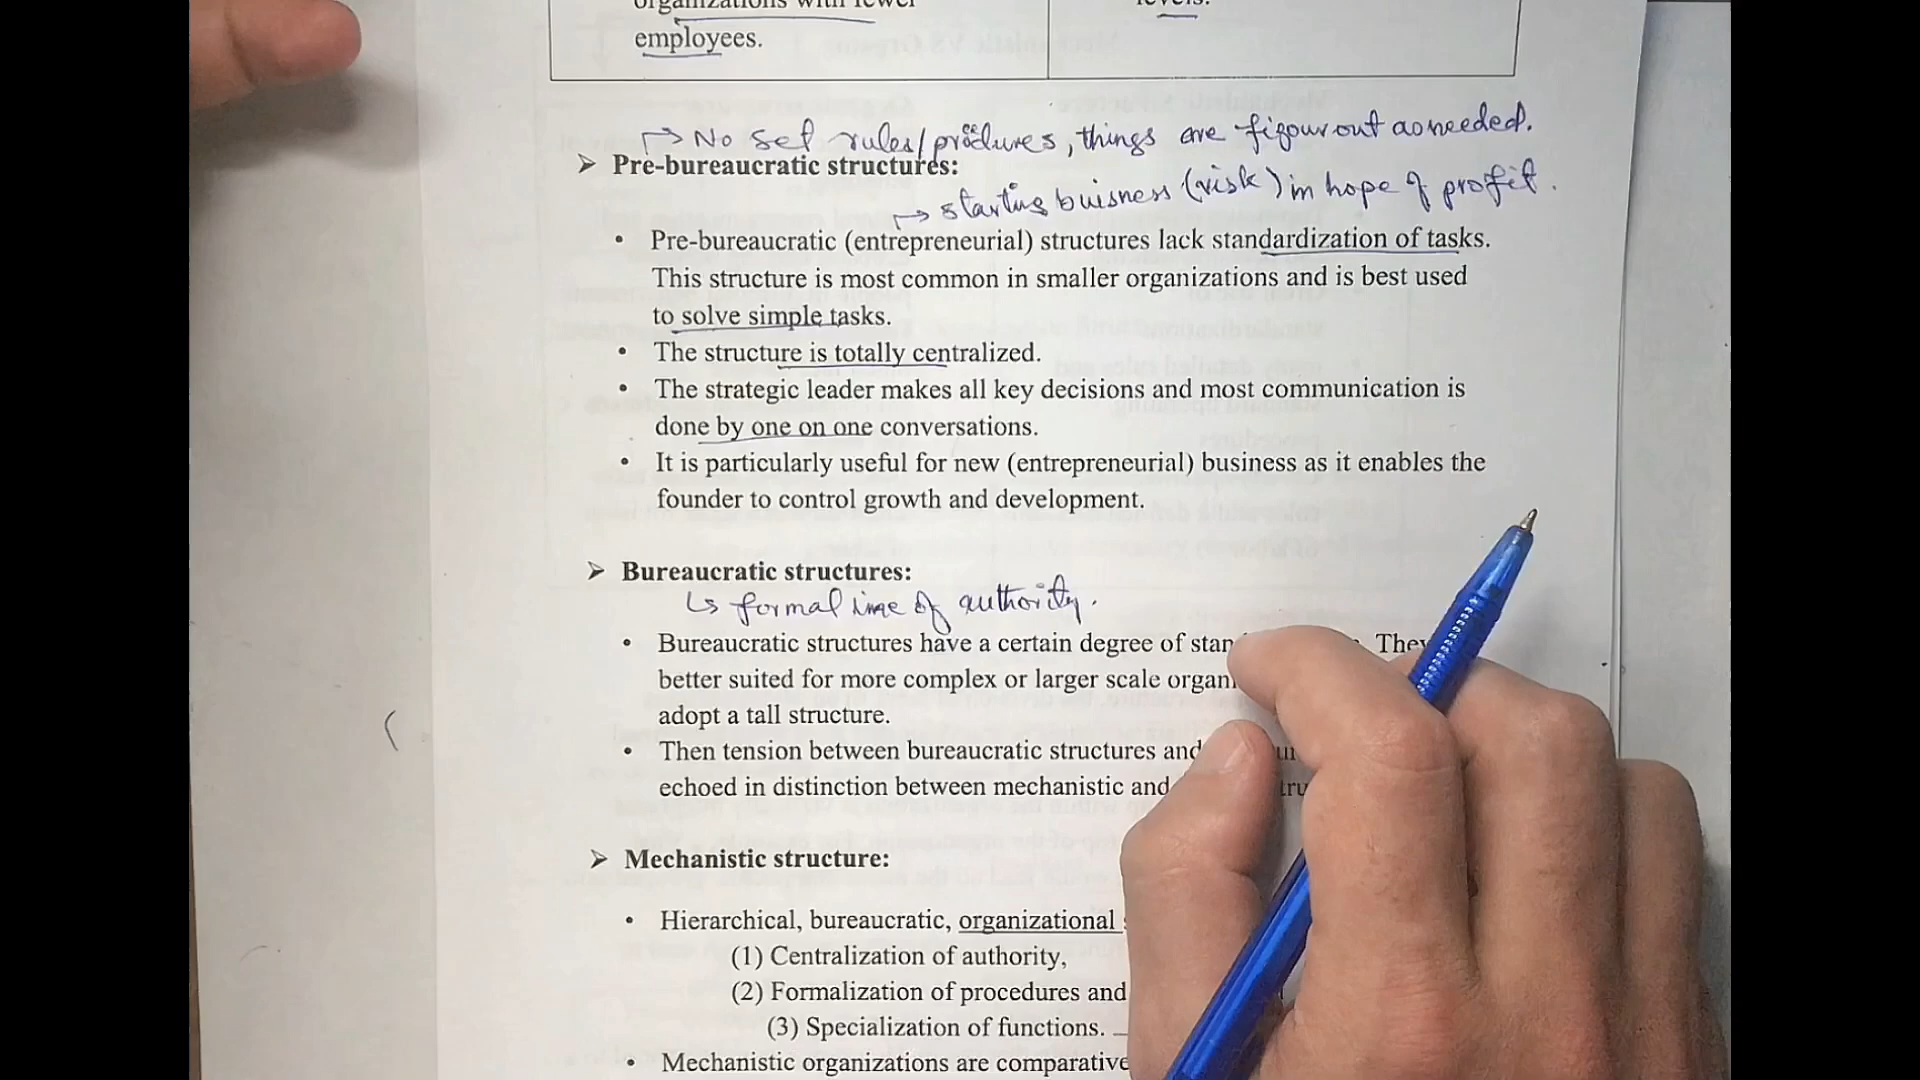 organizations with fewer
levels.
employees.
No set rules/procedures, things are figour out as needed.
➢ Pre-bureaucratic structures:
↦ starting buisness (risk) in hope of profit.
• Pre-bureaucratic (entrepreneurial) structures lack standardization of tasks.
This structure is most common in smaller organizations and is best used
to solve simple tasks.
• The structure is totally centralized.
• The strategic leader makes all key decisions and most communication is
done by one on one conversations.
• It is particularly useful for new (entrepreneurial) business as it enables the
founder to control growth and development.
➢ Bureaucratic structures:
↳ formal line of authority.
• Bureaucratic structures have a certain degree of They
better suited for more complex or larger scale
adopt a tall structure.
• Then tension between bureaucratic structures and
echoed in distinction between mechanistic and
➢ Mechanistic structure:
• Hierarchical, bureaucratic, organizational
(1) Centralization of authority,
(2) Formalization of procedures and
(3) Specialization of functions.
• Mechanistic organizations are